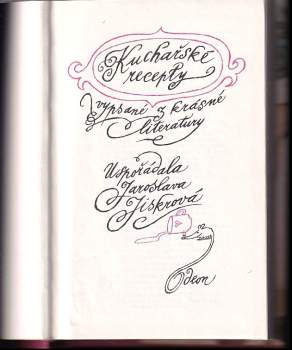 Kuchařské
recepty
vypsané z krásné
literatury
Uspořádala
Jaroslava
Jiskrová
Odeon